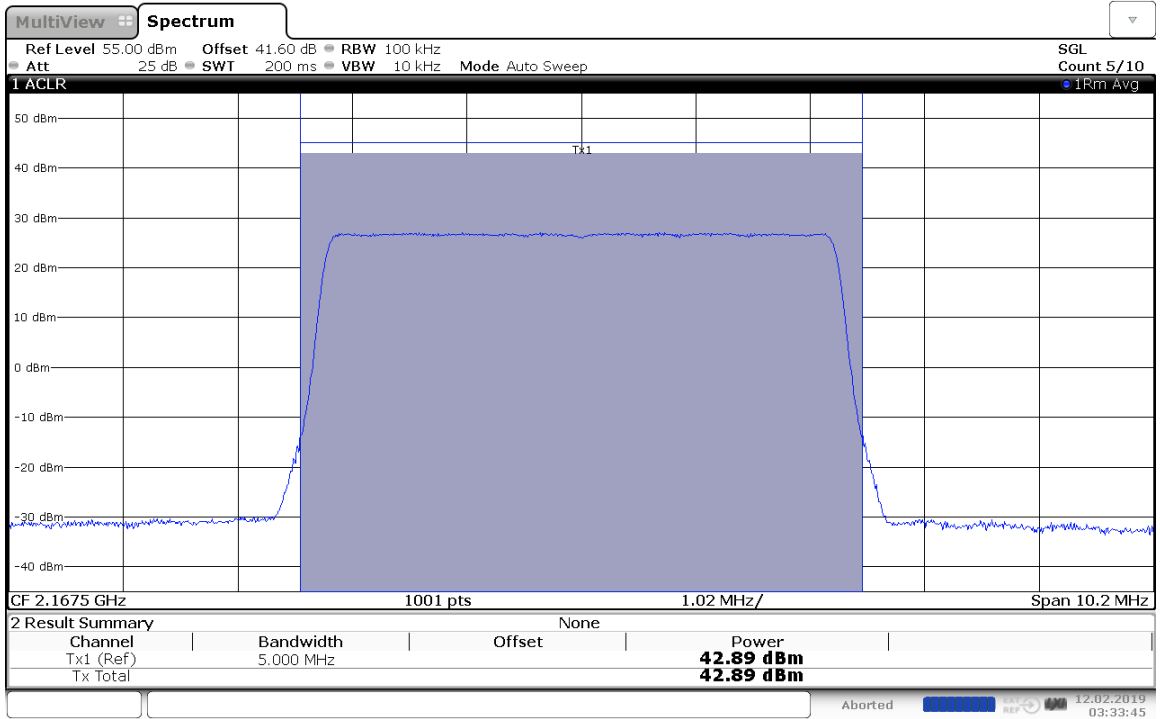 MultiView Spectrum
Ref Level 55.00 dBm Offset 41.60 dB RBW 100 kHz SGL
Att 25 dB SWT 200 ms VBW 10 kHz Mode Auto Sweep Count 5/10
1 ACLR 1Rm Avg
50 dBm
Tx1
40 dBm
30 dBm
20 dBm
10 dBm
0 dBm
-10 dBm
-20 dBm
-30 dBm
-40 dBm
CF 2.1675 GHz 1001 pts 1.02 MHz/ Span 10.2 MHz
2 Result Summary None
Channel Bandwidth Offset Power
Tx1 (Ref) 5.000 MHz 42.89 dBm
Tx Total 42.89 dBm
Aborted EXT REF 12.02.2019
03:33:45